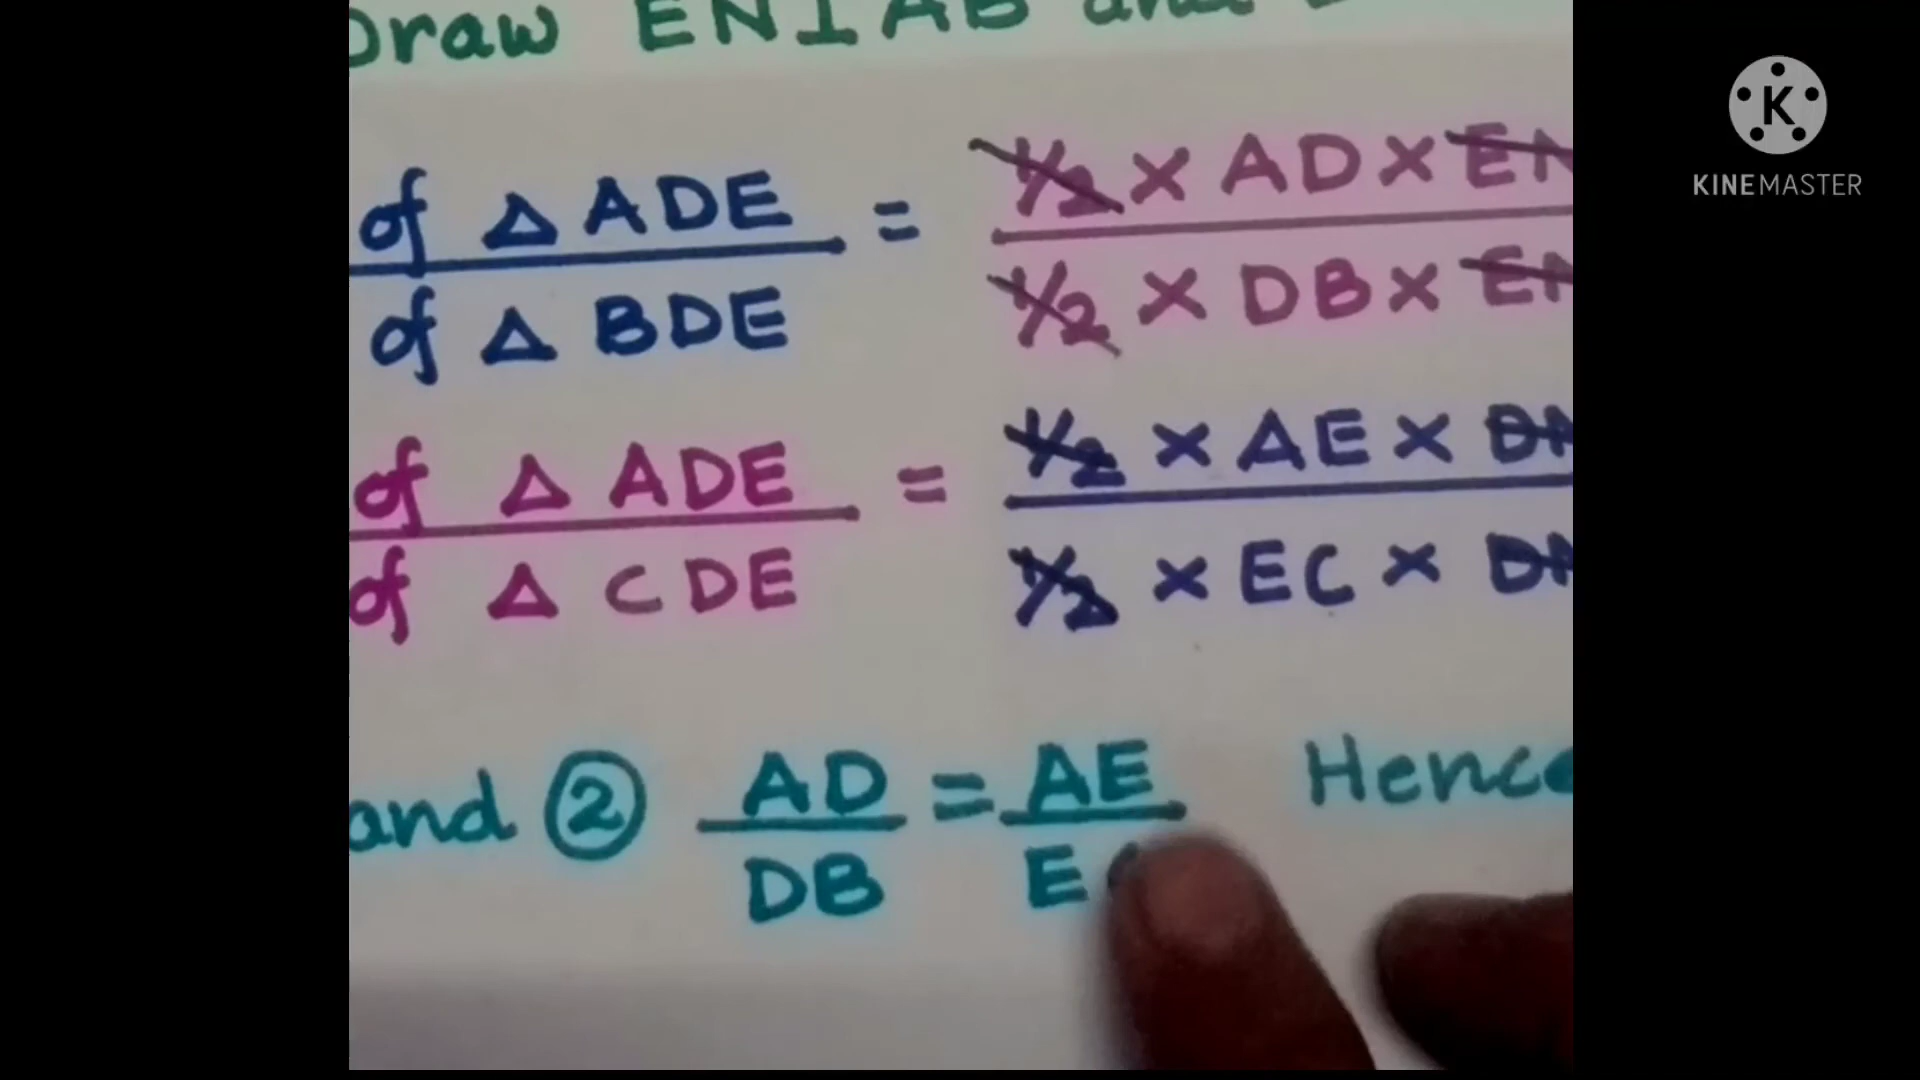 Draw EN⊥AB and
of △ ADE = 1/2 × AD × EN
of △ BDE 1/2 × DB × EN
of △ ADE = 1/2 × AE × DM
of △ CDE 1/2 × EC × DM
and ② AD = AE Hence
DB E
K
KINEMASTER